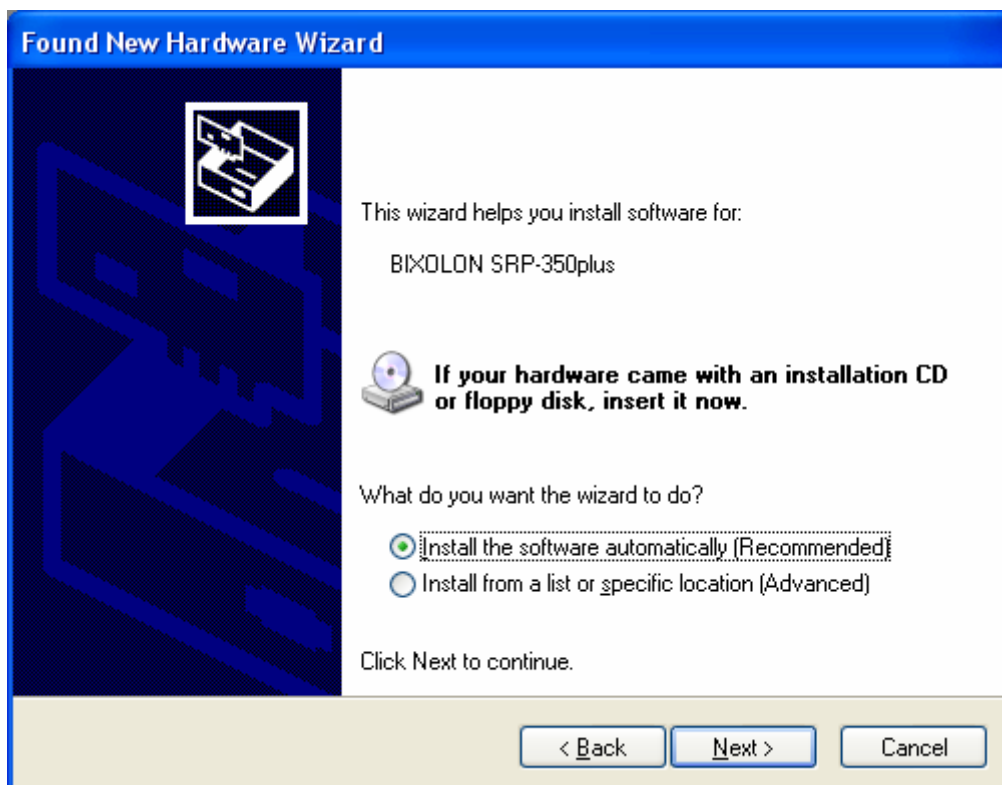 Found New Hardware Wizard
This wizard helps you install software for:
BIXOLON SRP-350plus
If your hardware came with an installation CD
or floppy disk, insert it now.
What do you want the wizard to do?
Install the software automatically (Recommended)
Install from a list or specific location (Advanced)
Click Next to continue.
< Back
Next >
Cancel